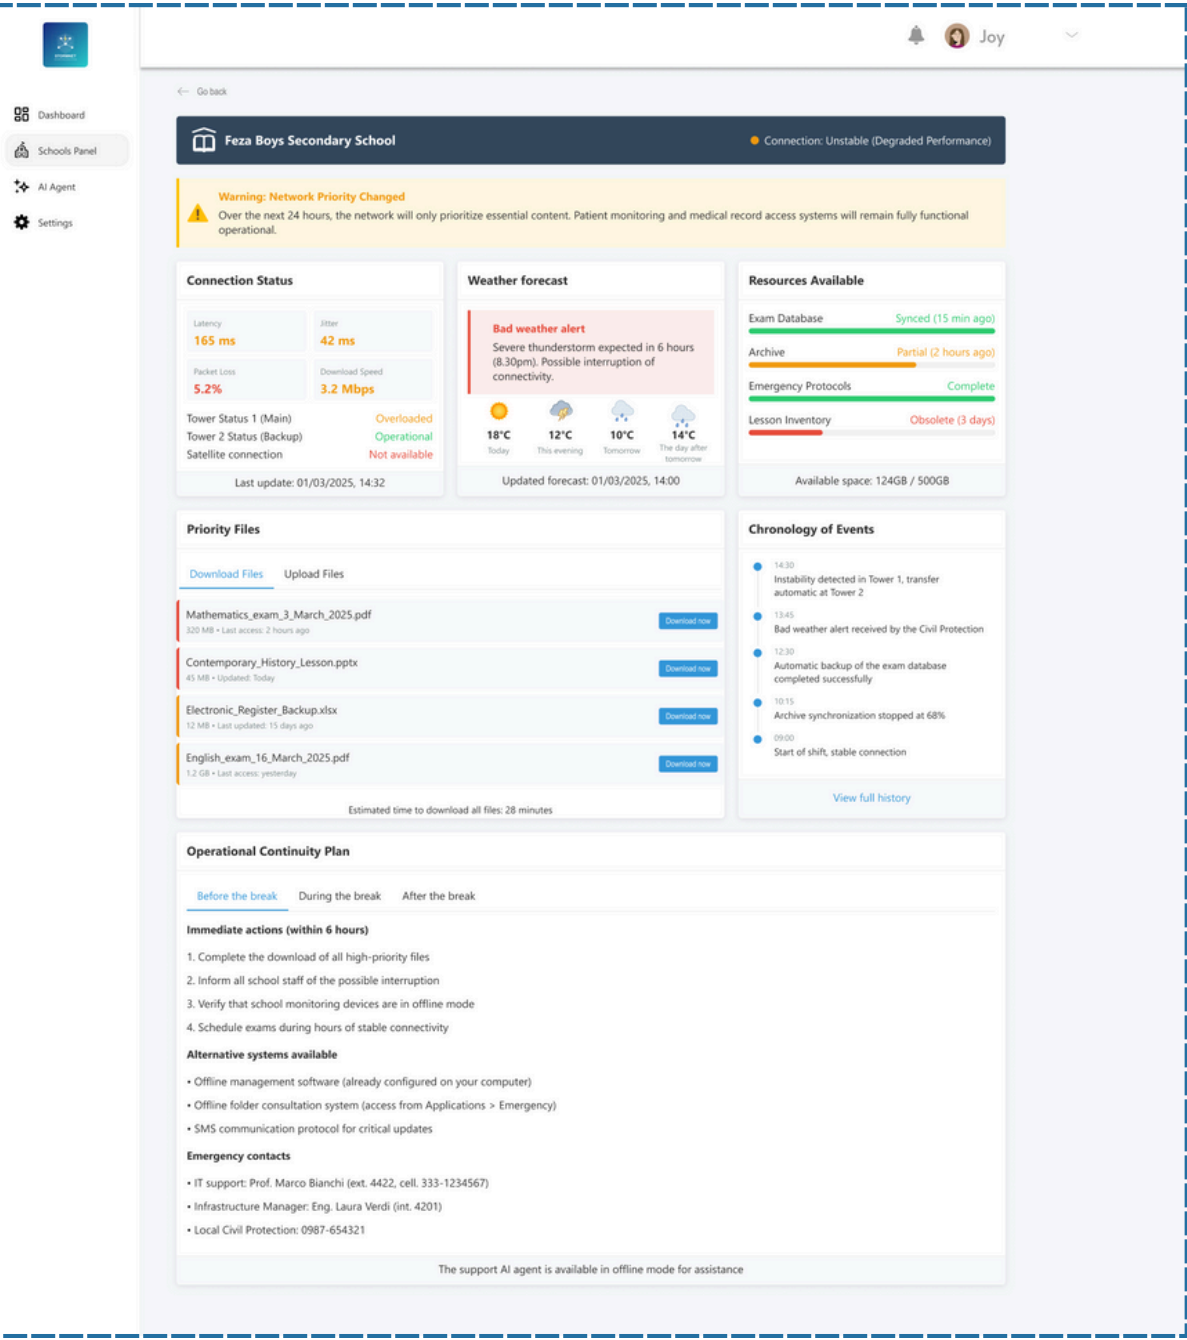 Joy
Dashboard
Schools Panel
AI Agent
Settings
Go back
Feza Boys Secondary School
Connection: Unstable (Degraded Performance)
Warning: Network Priority Changed
Over the next 24 hours, the network will only prioritize essential content. Patient monitoring and medical record access systems will remain fully functional
operational.
Connection Status
Latency
165 ms
Jitter
42 ms
Packet Loss
5.2%
Download Speed
3.2 Mbps
Tower Status 1 (Main) Overloaded
Tower 2 Status (Backup) Operational
Satellite connection Not available
Last update: 01/03/2025, 14:32
Weather forecast
Bad weather alert
Severe thunderstorm expected in 6 hours
(8.30pm). Possible interruption of
connectivity.
18°C
Today
12°C
This evening
10°C
Tomorrow
14°C
The day after
tomorrow
Updated forecast: 01/03/2025, 14:00
Resources Available
Exam Database Synced (15 min ago)
Archive Partial (2 hours ago)
Emergency Protocols Complete
Lesson Inventory Obsolete (3 days)
Available space: 124GB / 500GB
Priority Files
Download Files Upload Files
Mathematics_exam_3_March_2025.pdf
320 MB • Last access: 2 hours ago
Download now
Contemporary_History_Lesson.pptx
45 MB • Updated: Today
Download now
Electronic_Register_Backup.xlsx
12 MB • Last updated: 15 days ago
Download now
English_exam_16_March_2025.pdf
1.2 GB • Last access: yesterday
Download now
Estimated time to download all files: 28 minutes
Chronology of Events
14:30
Instability detected in Tower 1, transfer
automatic at Tower 2
13:45
Bad weather alert received by the Civil Protection
12:30
Automatic backup of the exam database
completed successfully
10:15
Archive synchronization stopped at 68%
09:00
Start of shift, stable connection
View full history
Operational Continuity Plan
Before the break During the break After the break
Immediate actions (within 6 hours)
1. Complete the download of all high-priority files
2. Inform all school staff of the possible interruption
3. Verify that school monitoring devices are in offline mode
4. Schedule exams during hours of stable connectivity
Alternative systems available
• Offline management software (already configured on your computer)
• Offline folder consultation system (access from Applications > Emergency)
• SMS communication protocol for critical updates
Emergency contacts
• IT support: Prof. Marco Bianchi (ext. 4422, cell. 333-1234567)
• Infrastructure Manager: Eng. Laura Verdi (int. 4201)
• Local Civil Protection: 0987-654321
The support AI agent is available in offline mode for assistance